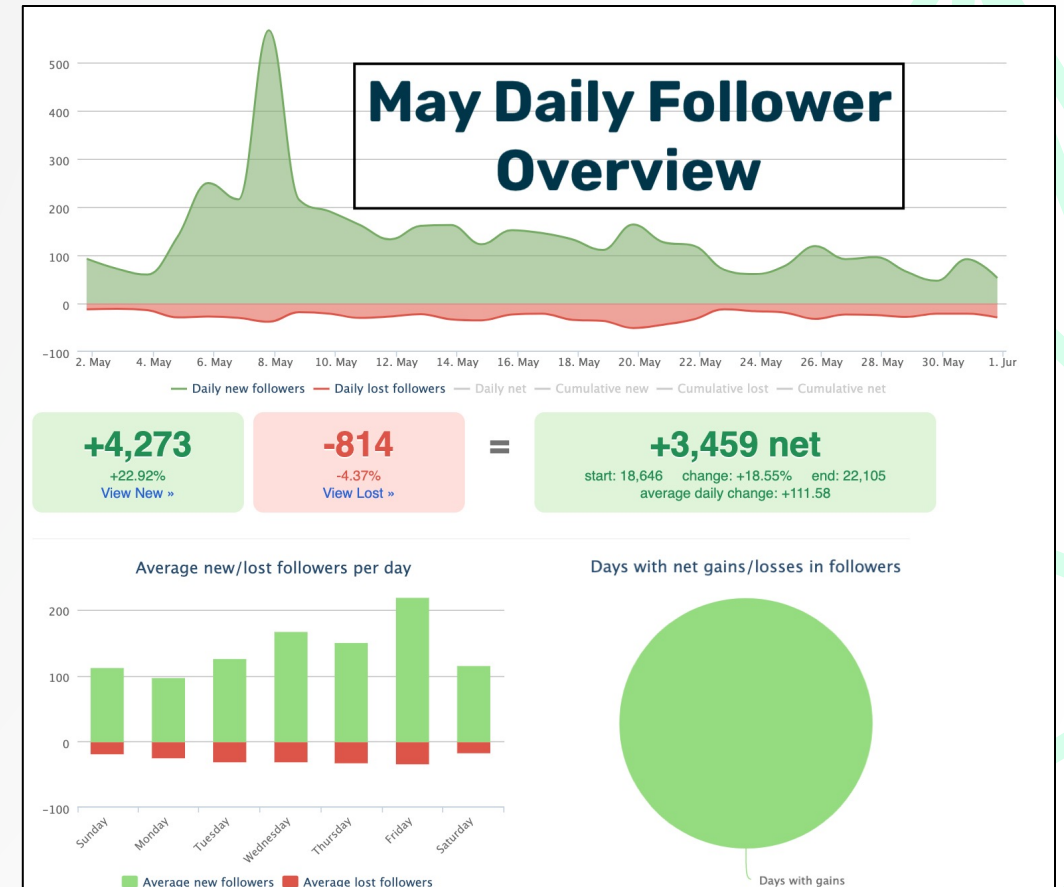 May Daily Follower
Overview
500
400
300
200
100
0
−100
2. May 4. May 6. May 8. May 10. May 12. May 14. May 16. May 18. May 20. May 22. May 24. May 26. May 28. May 30. May 1. Jun
Daily new followers Daily lost followers Daily net Cumulative new Cumulative lost Cumulative net
+4,273
+22.92%
View New »
-814
-4.37%
View Lost »
=
+3,459 net
start: 18,646 change: +18.55% end: 22,105
average daily change: +111.58
Average new/lost followers per day
200
100
0
−100
Sunday Monday Tuesday Wednesday Thursday Friday Saturday
Average new followers Average lost followers
Days with net gains/losses in followers
Days with gains